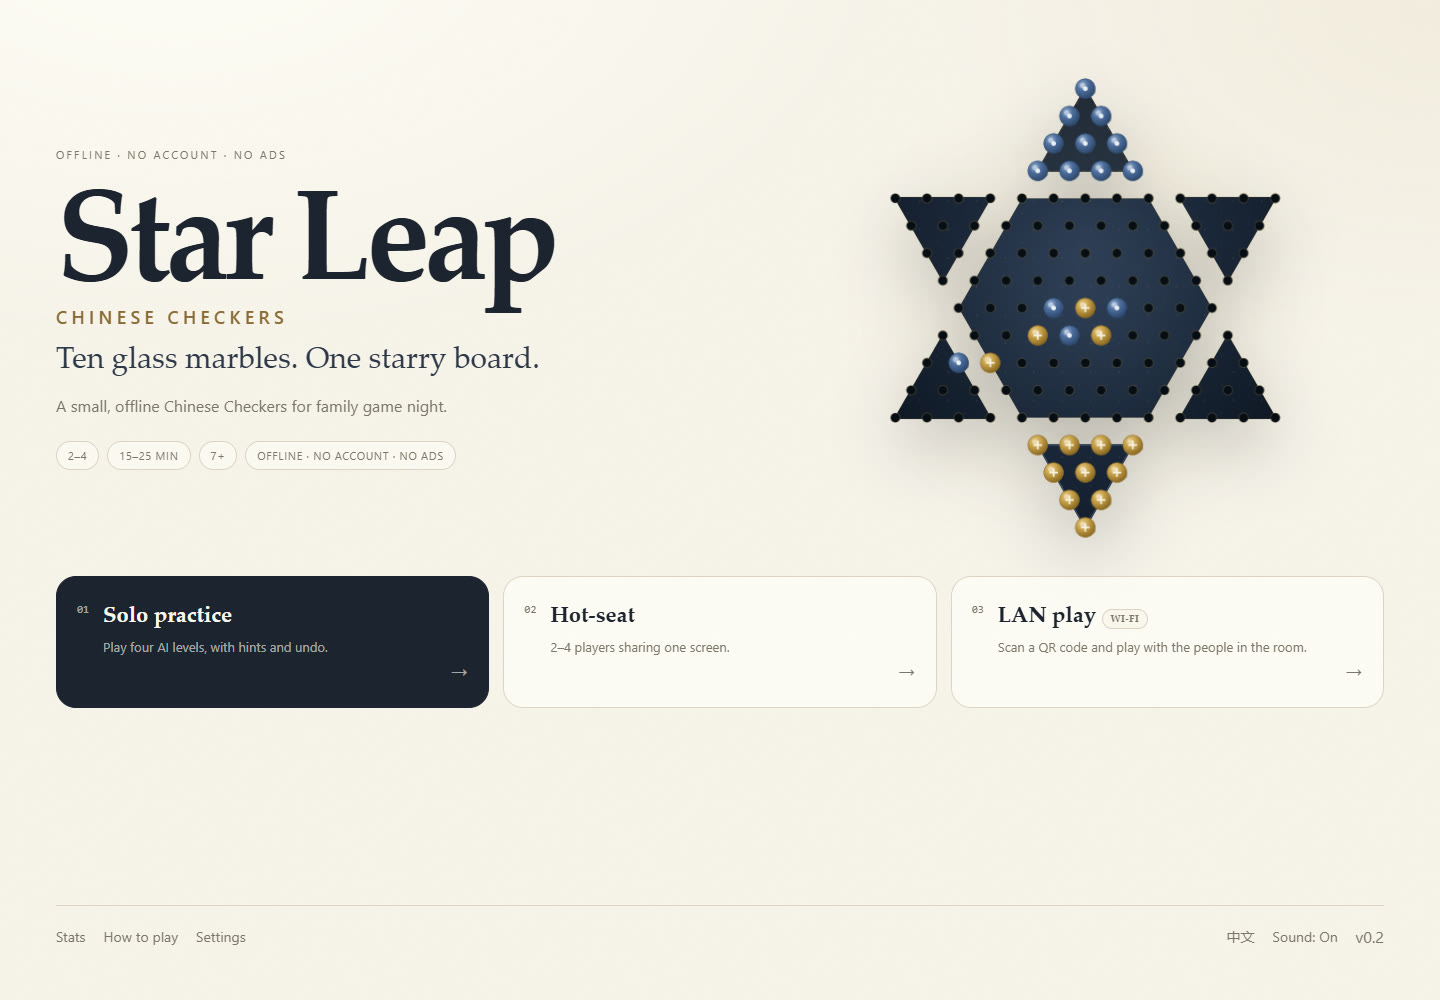 OFFLINE · NO ACCOUNT · NO ADS
Star Leap
CHINESE CHECKERS
Ten glass marbles. One starry board.
A small, offline Chinese Checkers for family game night.
2–4
15–25 MIN
7+
OFFLINE · NO ACCOUNT · NO ADS
01
Solo practice
Play four AI levels, with hints and undo.
→
02
Hot-seat
2–4 players sharing one screen.
→
03
LAN play WI-FI
Scan a QR code and play with the people in the room.
→
Stats How to play Settings
中文 Sound: On v0.2